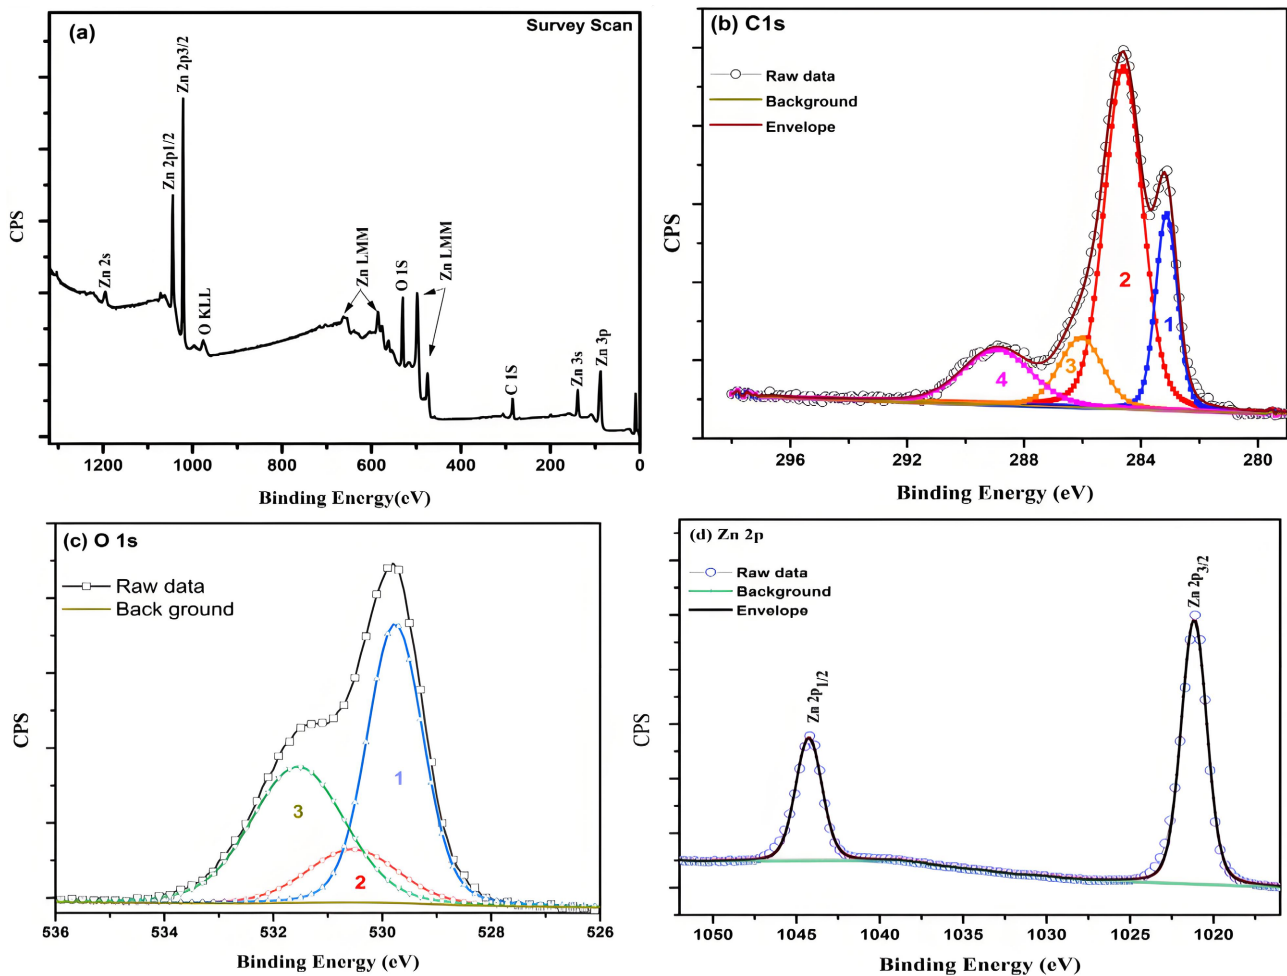 (a)
Survey Scan
Zn 2p3/2
Zn 2p1/2
Zn 2s
O KLL
Zn LMM
O 1S
Zn LMM
C 1S
Zn 3s
Zn 3p
CPS
1200 1000 800 600 400 200 0
Binding Energy(eV)
(b) C1s
Raw data
Background
Envelope
1
2
3
4
CPS
296 292 288 284 280
Binding Energy (eV)
(c) O 1s
Raw data
Back ground
1
2
3
CPS
536 534 532 530 528 526
Binding Energy (eV)
(d) Zn 2p
Raw data
Background
Envelope
Zn 2p1/2
Zn 2p3/2
CPS
1050 1045 1040 1035 1030 1025 1020
Binding Energy (eV)